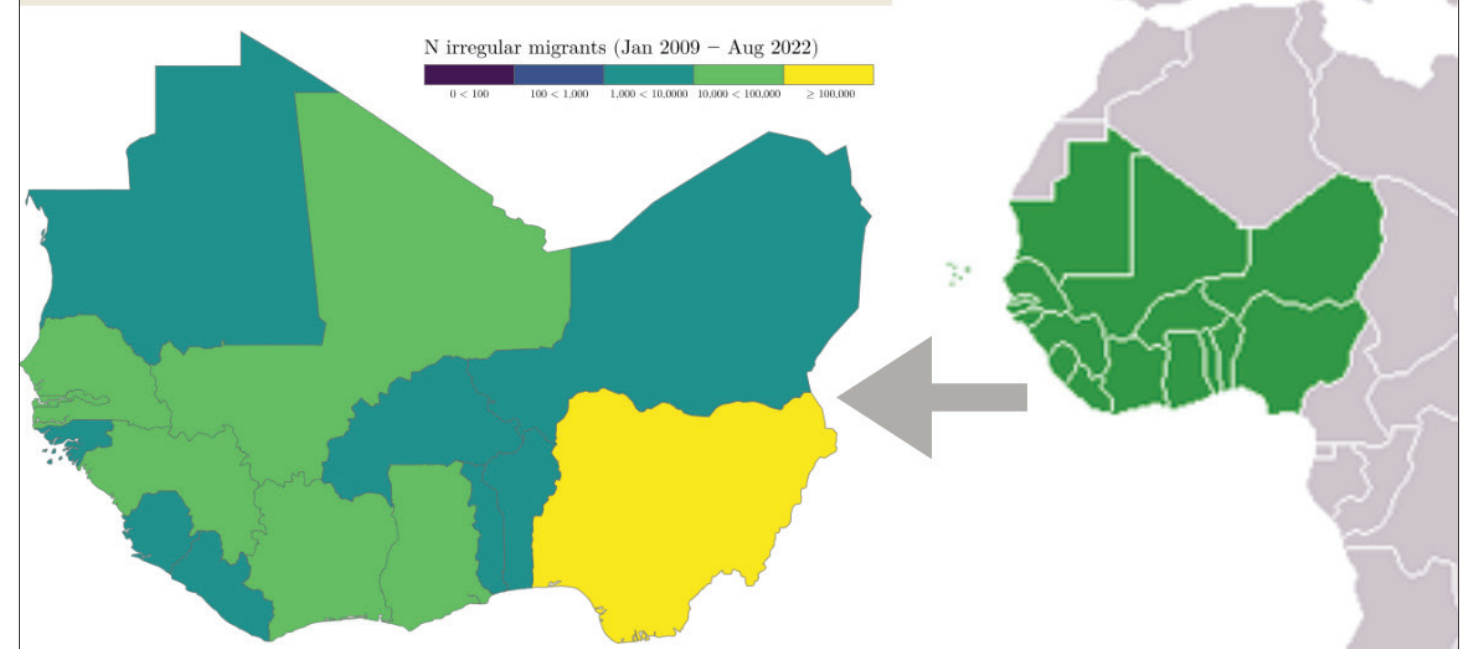 N irregular migrants (Jan 2009 − Aug 2022)
0 < 100 100 < 1,000 1,000 < 10,0000 10,000 < 100,000 ≥ 100,000